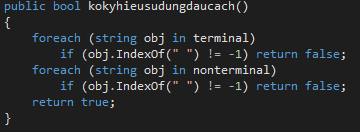 public bool kokyhieusudungdaucach()
{
    foreach (string obj in terminal)
        if (obj.IndexOf(" ") != -1) return false;
    foreach (string obj in nonterminal)
        if (obj.IndexOf(" ") != -1) return false;
    return true;
}